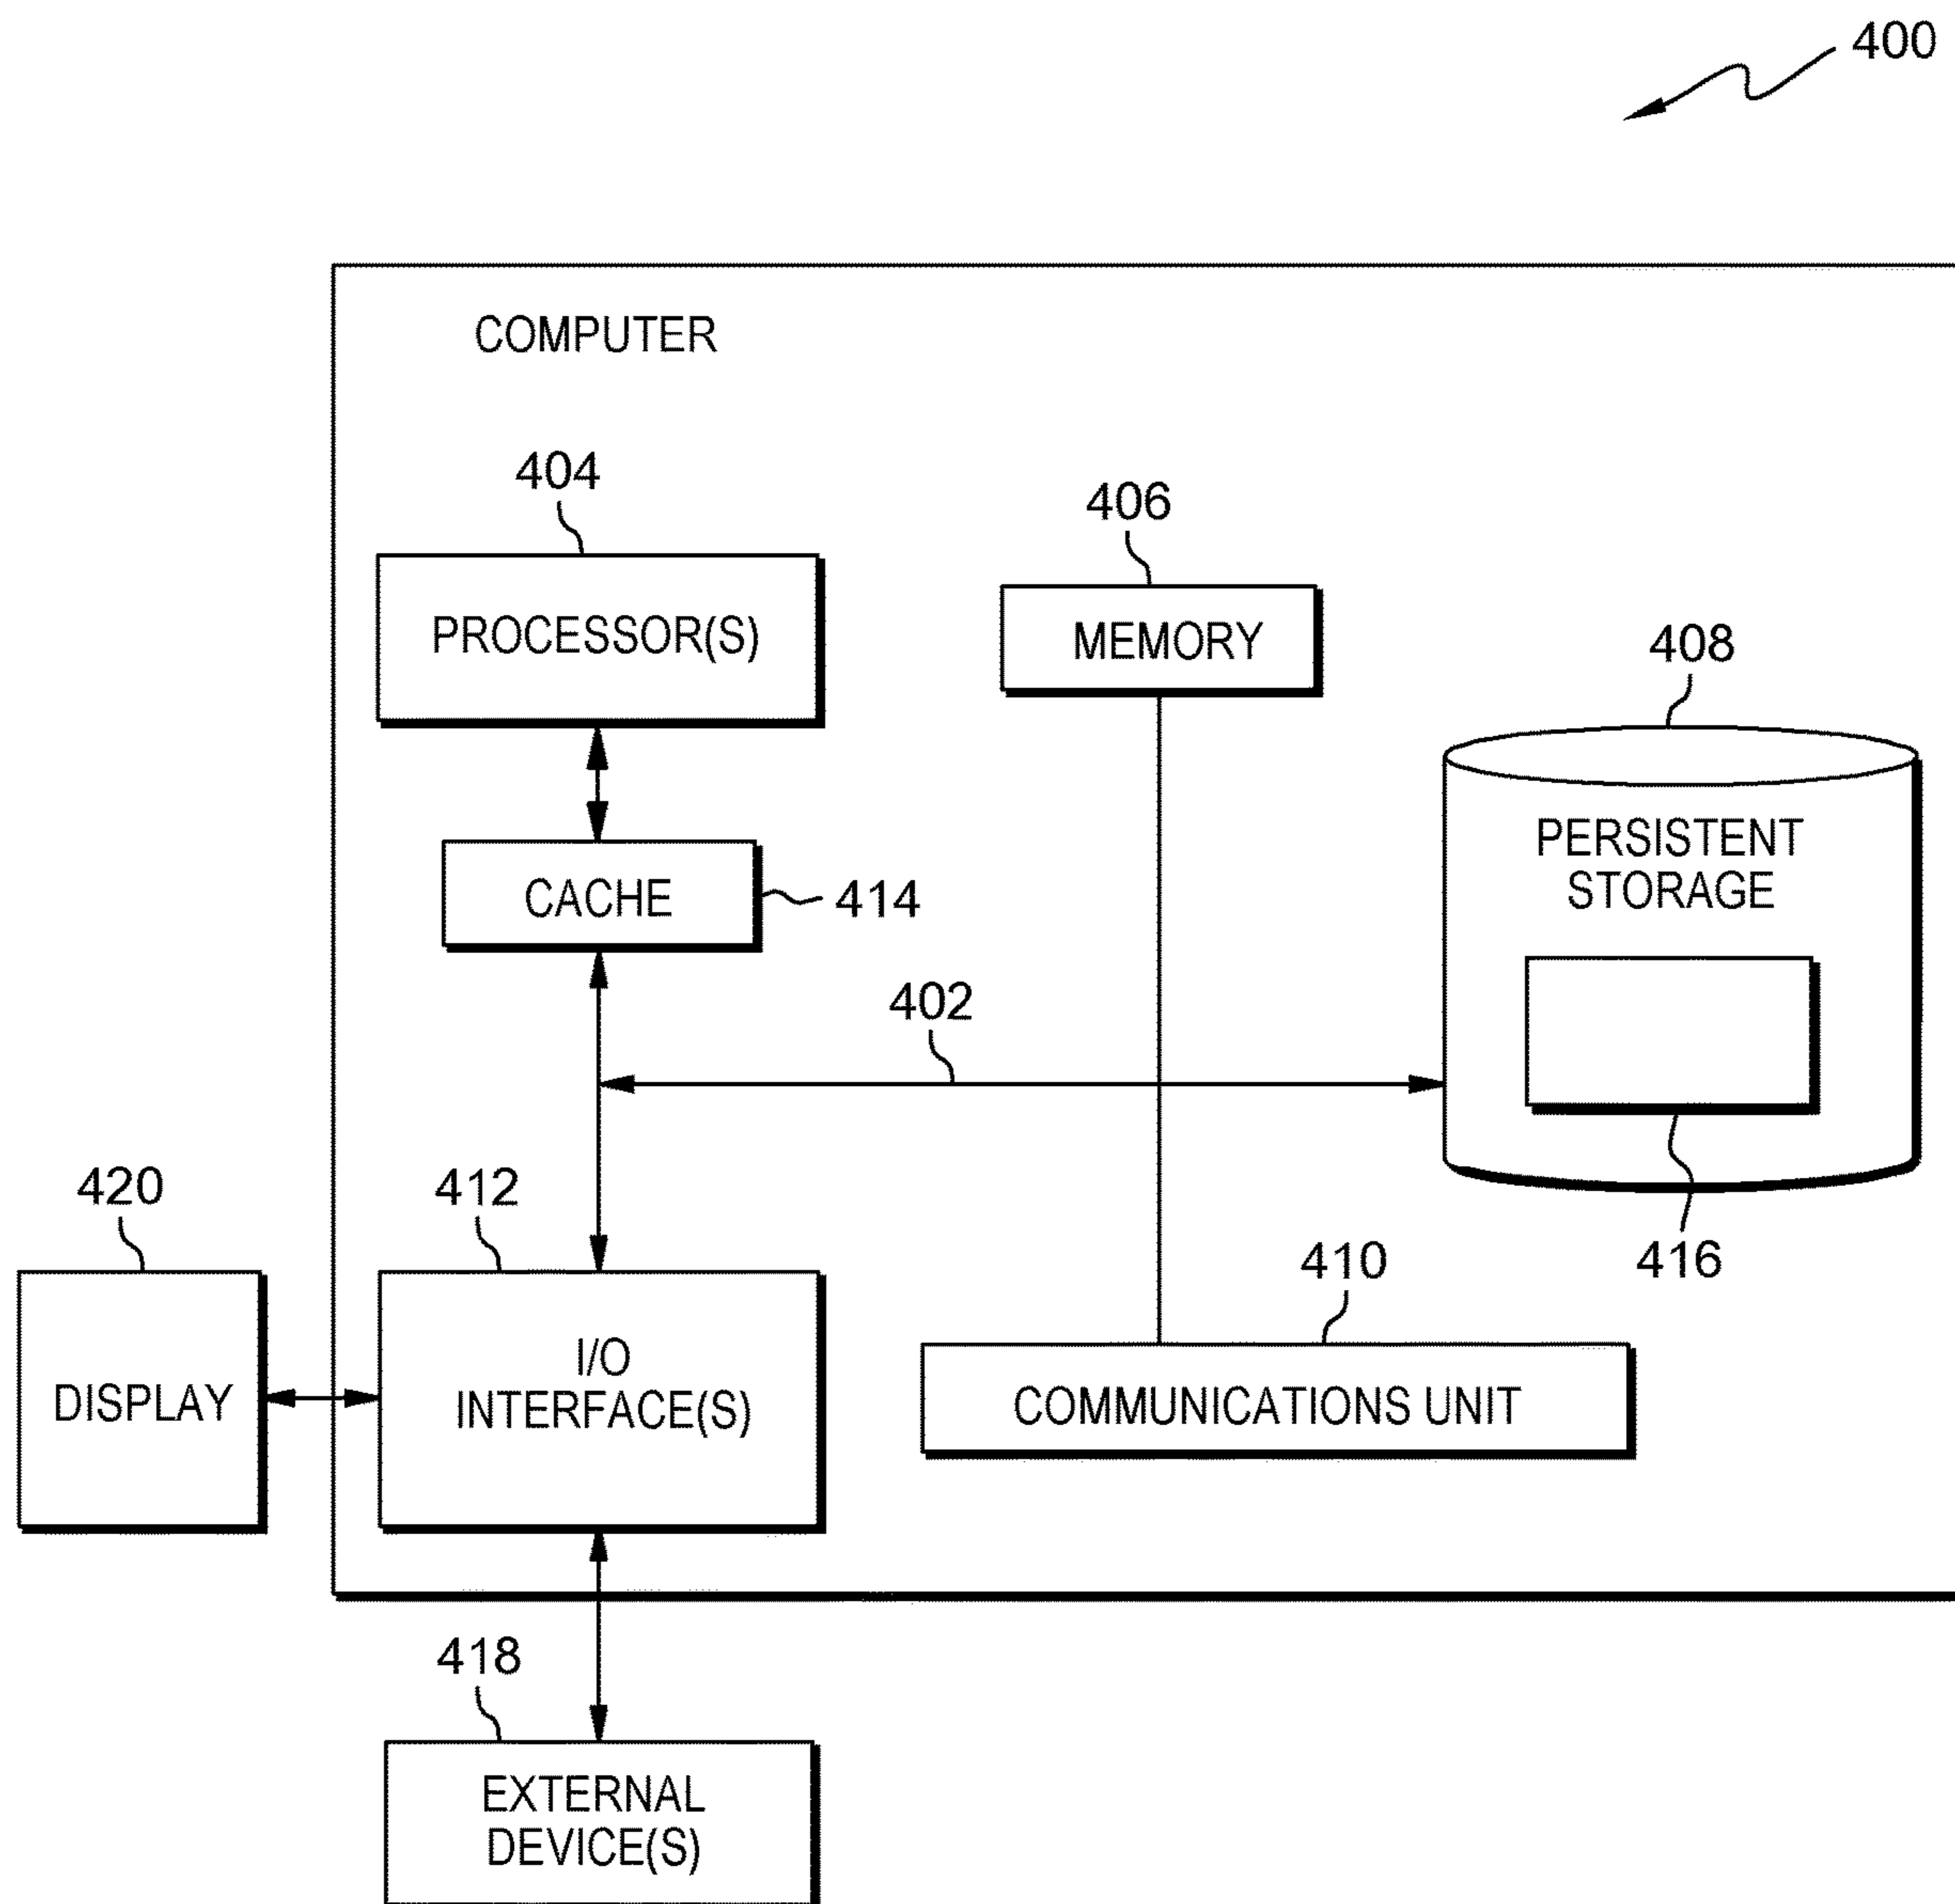 400
COMPUTER
404
PROCESSOR(S)
406
MEMORY
408
PERSISTENT
STORAGE
CACHE
414
402
416
420
DISPLAY
412
I/O
INTERFACE(S)
410
COMMUNICATIONS UNIT
418
EXTERNAL
DEVICE(S)